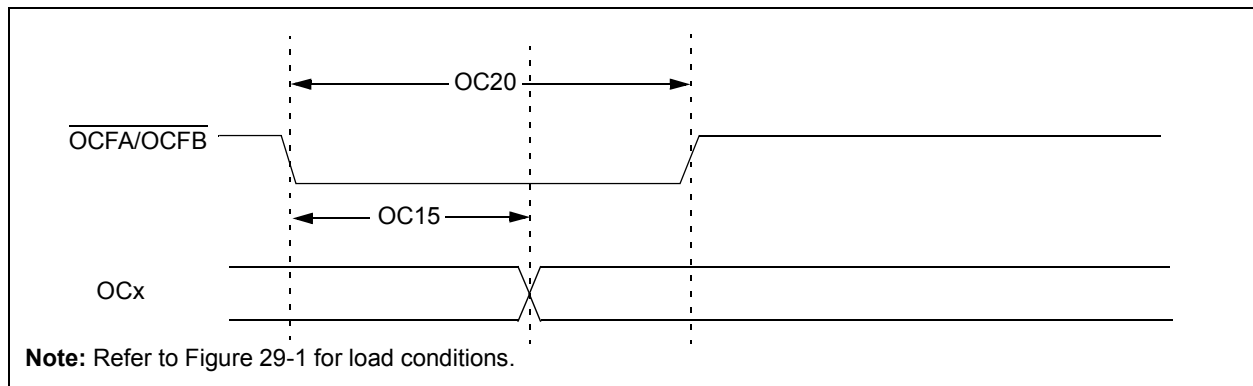 OC20
OCFA/OCFB
OC15
OCx
Note: Refer to Figure 29-1 for load conditions.